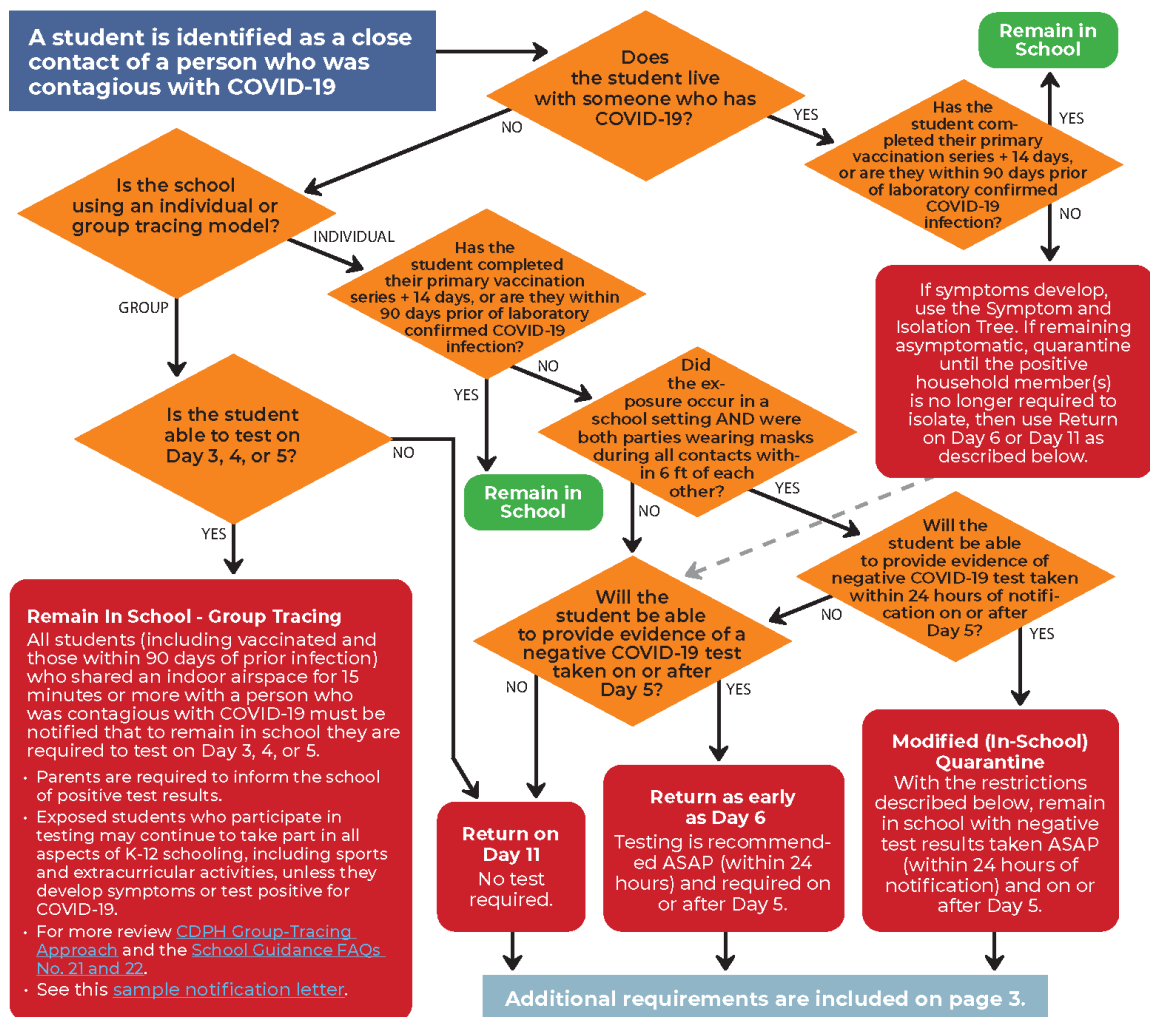 A student is identified as a close
contact of a person who was
contagious with COVID-19
Does
the student live
with someone who has
COVID-19?
NO
YES
Remain in
School
YES
Has the
student com-
pleted their primary
vaccination series + 14 days,
or are they within 90 days prior
of laboratory confirmed
COVID-19
infection?
NO
If symptoms develop,
use the Symptom and
Isolation Tree. If remaining
asymptomatic, quarantine
until the positive
household member(s)
is no longer required to
isolate, then use Return
on Day 6 or Day 11 as
described below.
Is the school
using an individual or
group tracing model?
INDIVIDUAL
GROUP
Has the
student completed
their primary vaccination
series + 14 days, or are they within
90 days prior of laboratory
confirmed COVID-19
infection?
YES
NO
Remain in
School
Did
the ex-
posure occur in a
school setting AND were
both parties wearing masks
during all contacts with-
in 6 ft of each
other?
NO
YES
Is the student
able to test on
Day 3, 4, or 5?
NO
YES
Will the
student be able
to provide evidence of
negative COVID-19 test taken
within 24 hours of notifi-
cation on or after
Day 5?
NO
YES
Will the
student be able
to provide evidence of a
negative COVID-19 test
taken on or after
Day 5?
NO
YES
Remain In School - Group Tracing
All students (including vaccinated and
those within 90 days of prior infection)
who shared an indoor airspace for 15
minutes or more with a person who
was contagious with COVID-19 must be
notified that to remain in school they are
required to test on Day 3, 4, or 5.
• Parents are required to inform the school
of positive test results.
• Exposed students who participate in
testing may continue to take part in all
aspects of K-12 schooling, including sports
and extracurricular activities, unless they
develop symptoms or test positive for
COVID-19.
• For more review CDPH Group-Tracing
Approach and the School Guidance FAQs
No. 21 and 22.
• See this sample notification letter.
Return on
Day 11
No test
required.
Return as early
as Day 6
Testing is recommend-
ed ASAP (within 24
hours) and required on
or after Day 5.
Modified (In-School)
Quarantine
With the restrictions
described below, remain
in school with negative
test results taken ASAP
(within 24 hours of
notification) and on or
after Day 5.
Additional requirements are included on page 3.